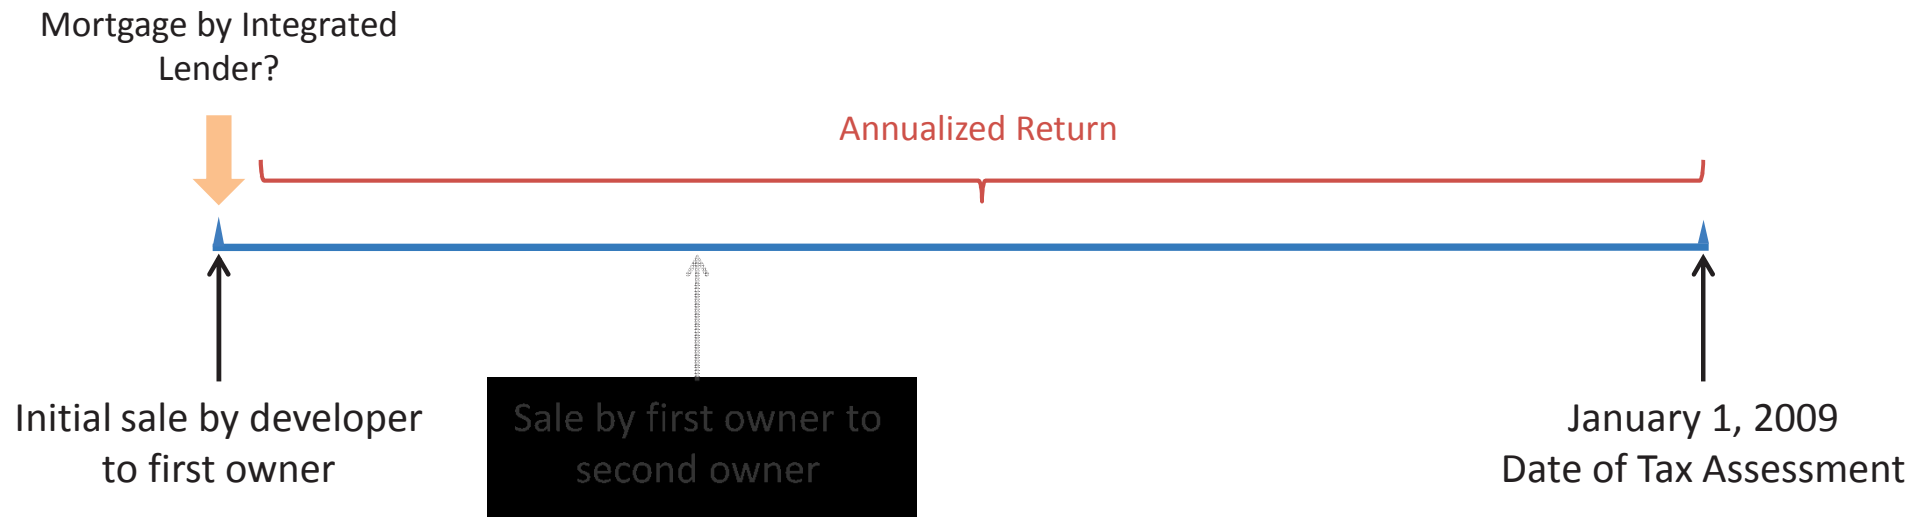 Mortgage by Integrated
Lender?
Annualized Return
Initial sale by developer
to first owner
Sale by first owner to
second owner
January 1, 2009
Date of Tax Assessment